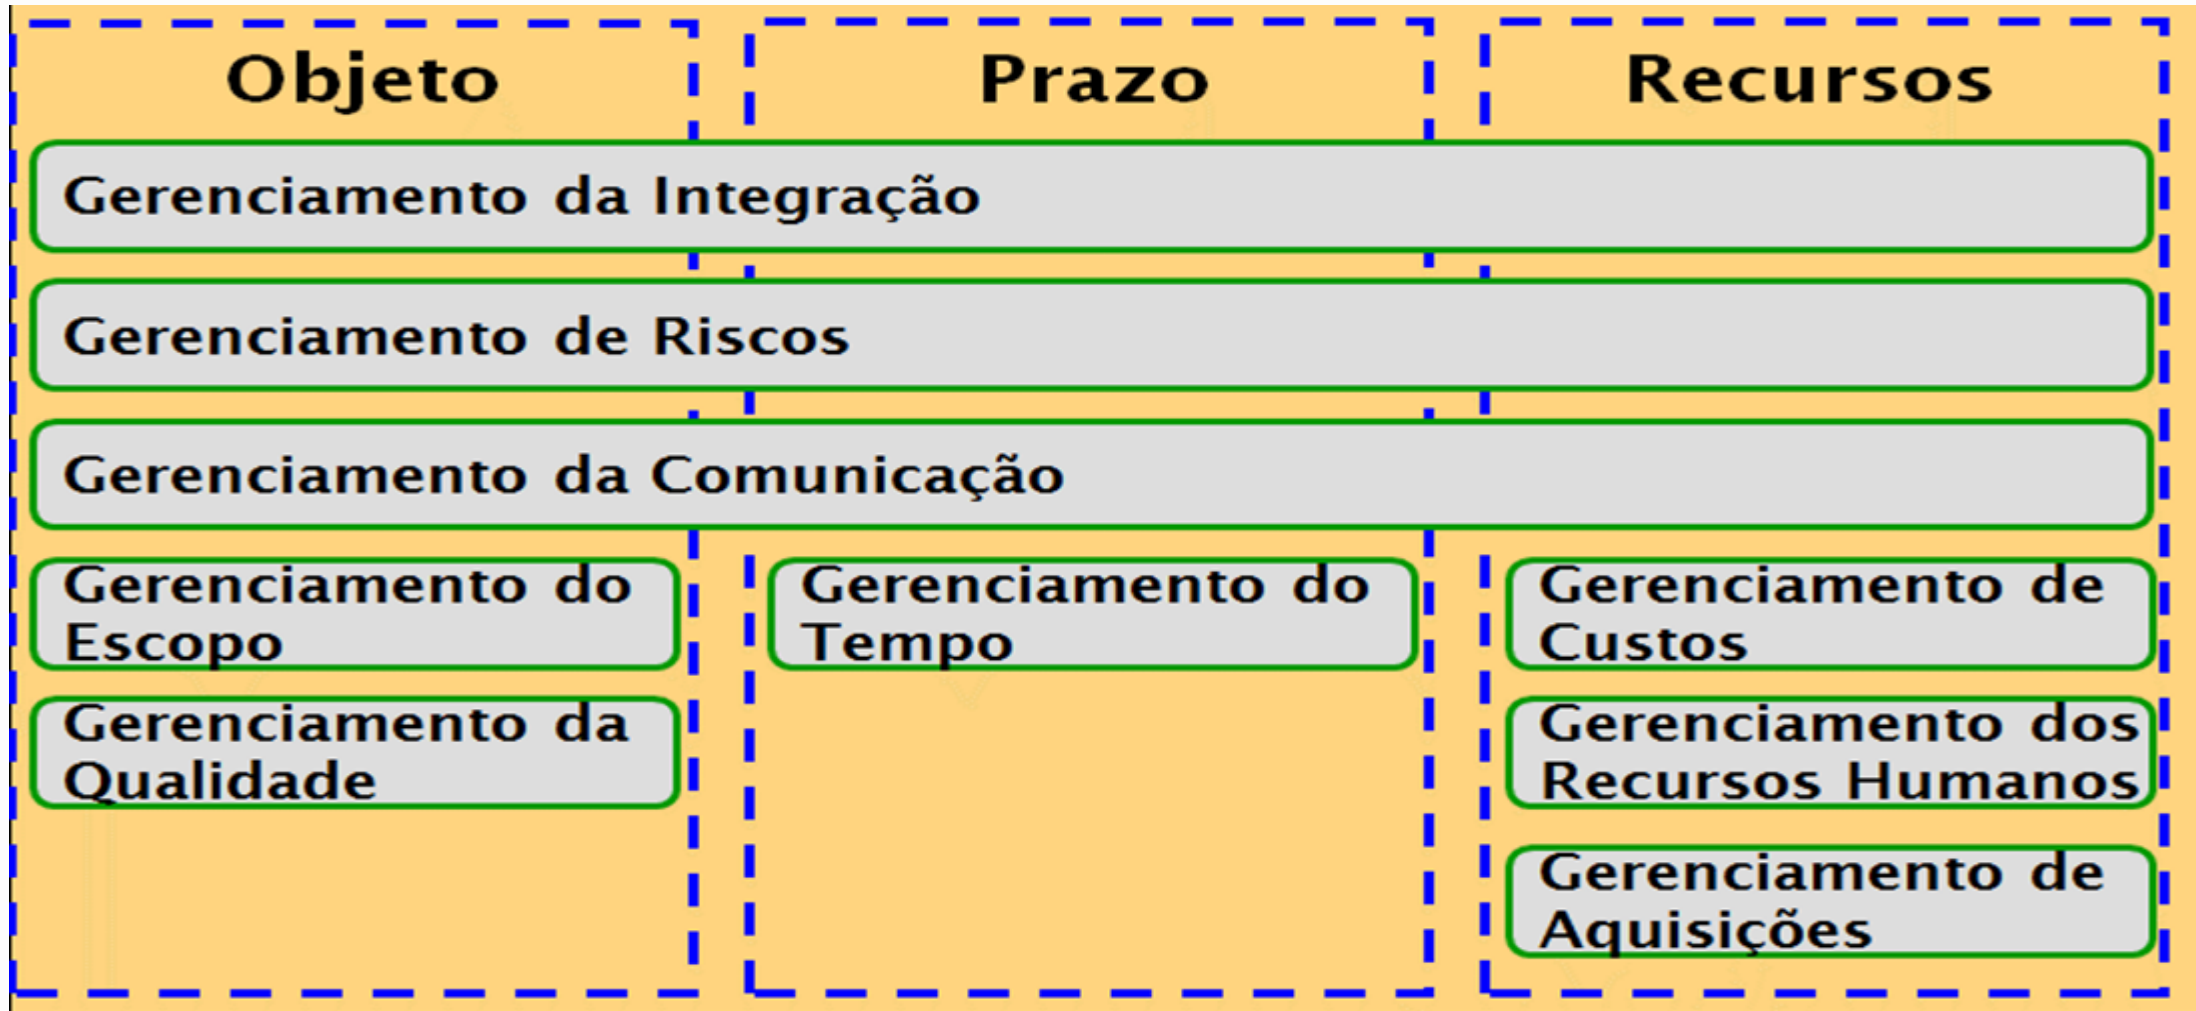 Objeto
Prazo
Recursos
Gerenciamento da Integração
Gerenciamento de Riscos
Gerenciamento da Comunicação
Gerenciamento do
Escopo
Gerenciamento do
Tempo
Gerenciamento de
Custos
Gerenciamento da
Qualidade
Gerenciamento dos
Recursos Humanos
Gerenciamento de
Aquisições